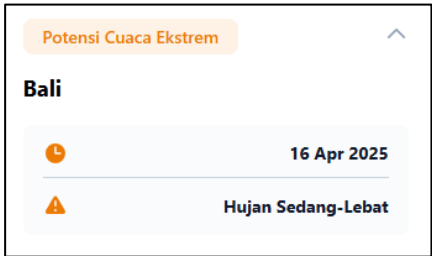 Potensi Cuaca Ekstrem
Bali
16 Apr 2025
Hujan Sedang-Lebat